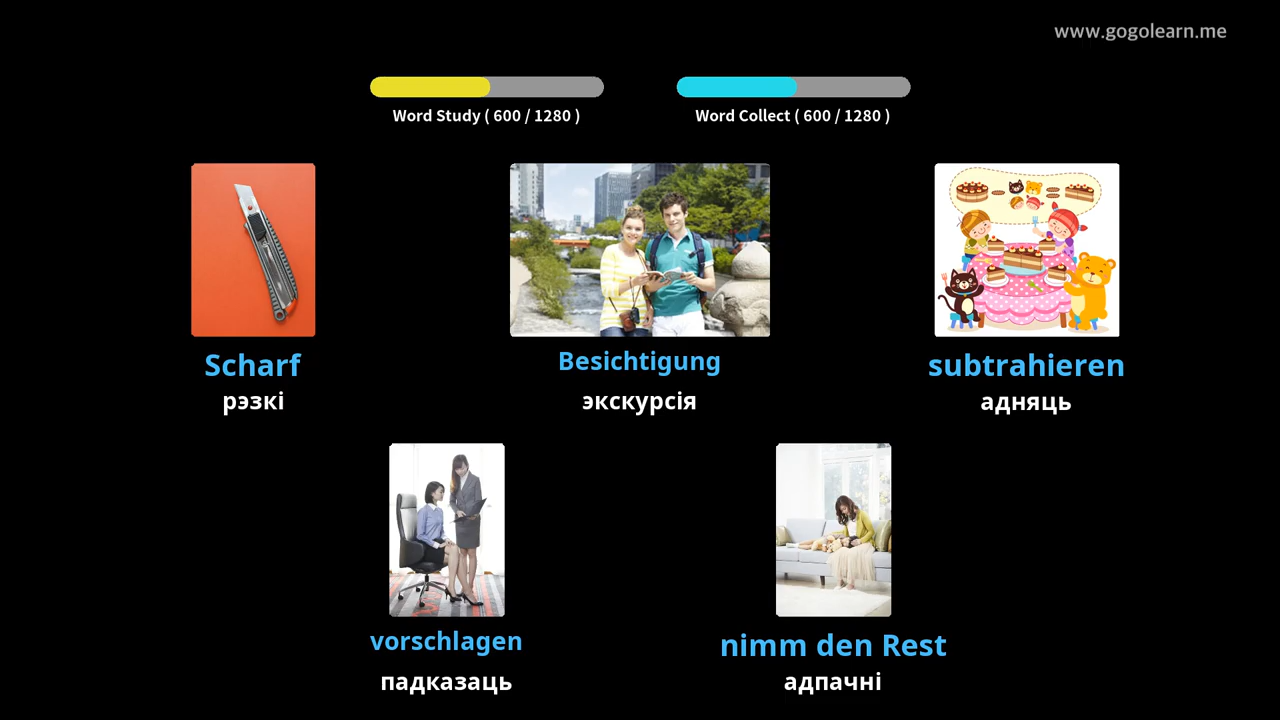 www.gogolearn.me
Word Study ( 600 / 1280 )
Word Collect ( 600 / 1280 )
Scharf
рэзкі
Besichtigung
экскурсія
subtrahieren
адняць
vorschlagen
падказаць
nimm den Rest
адпачні